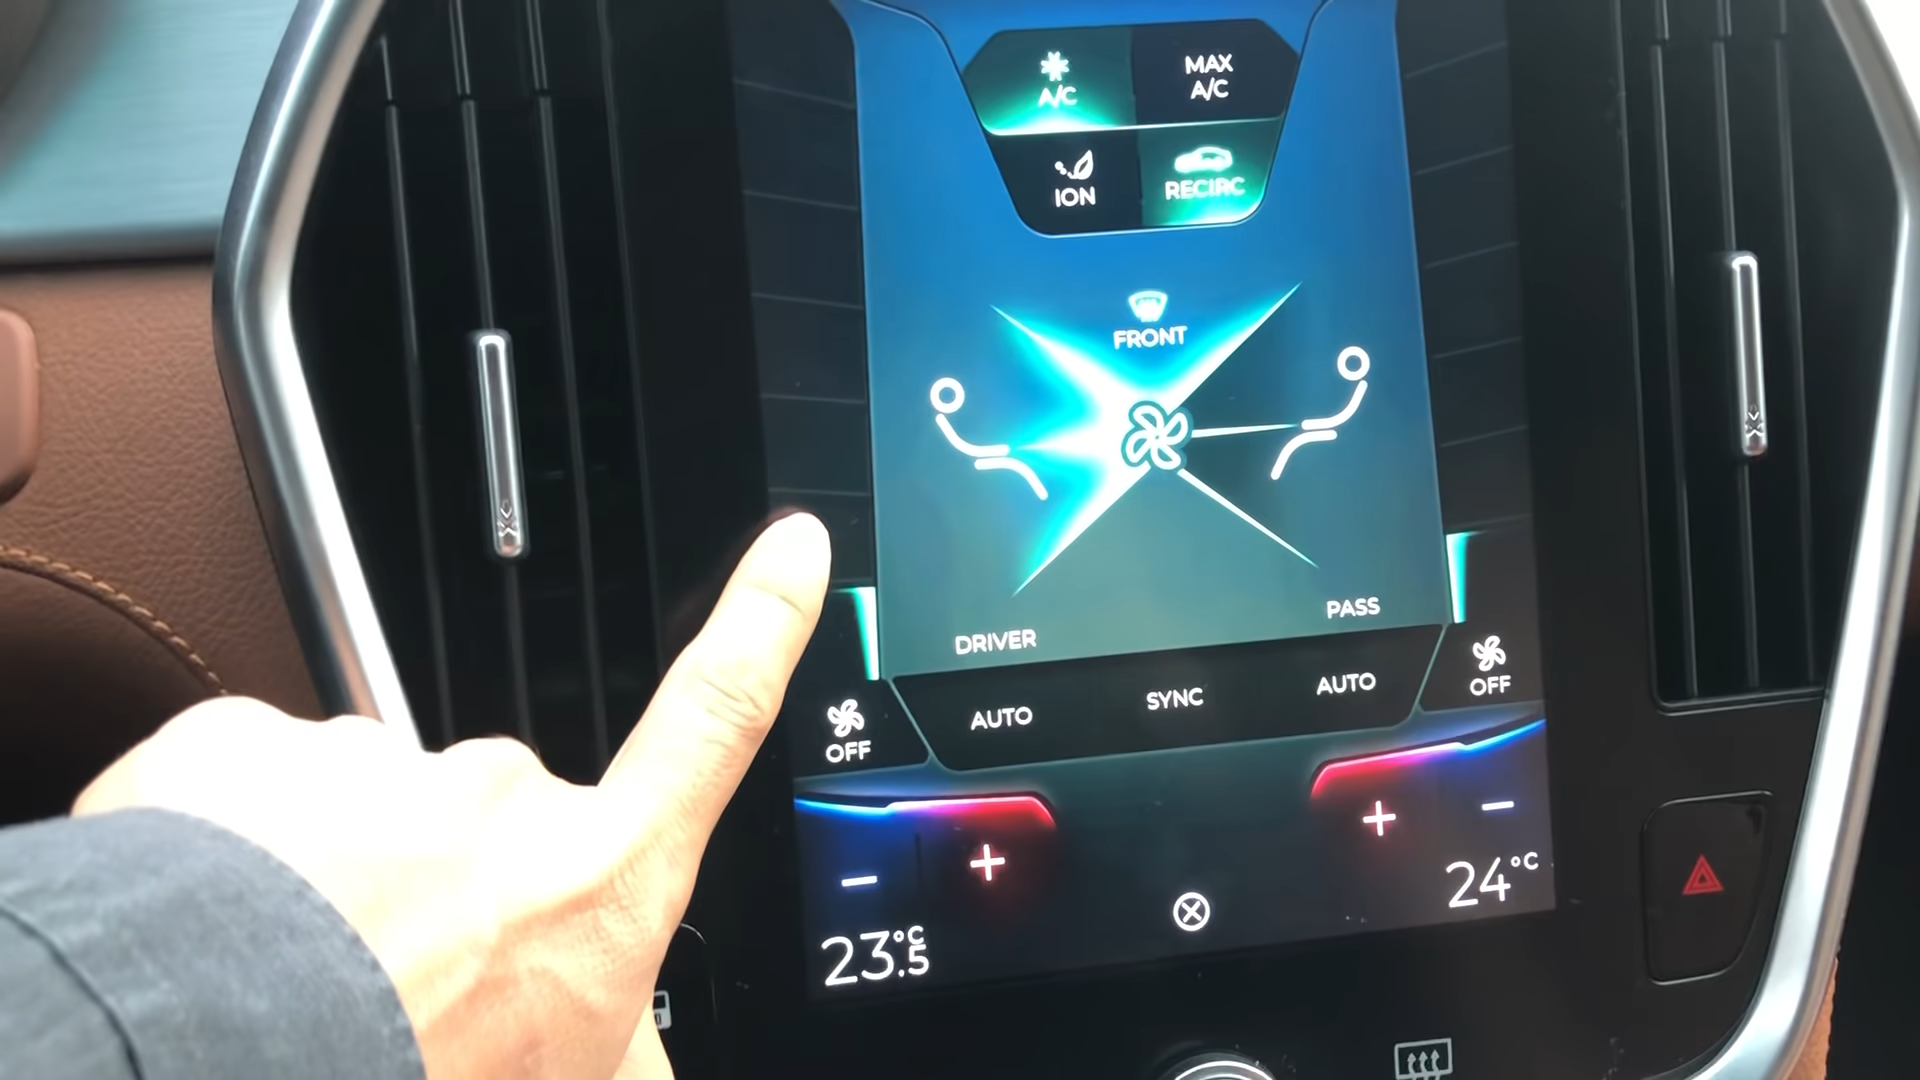 A/C
MAX
A/C
ION
RECIRC
FRONT
DRIVER
PASS
AUTO
SYNC
AUTO
OFF
OFF
23.5°C
24°C